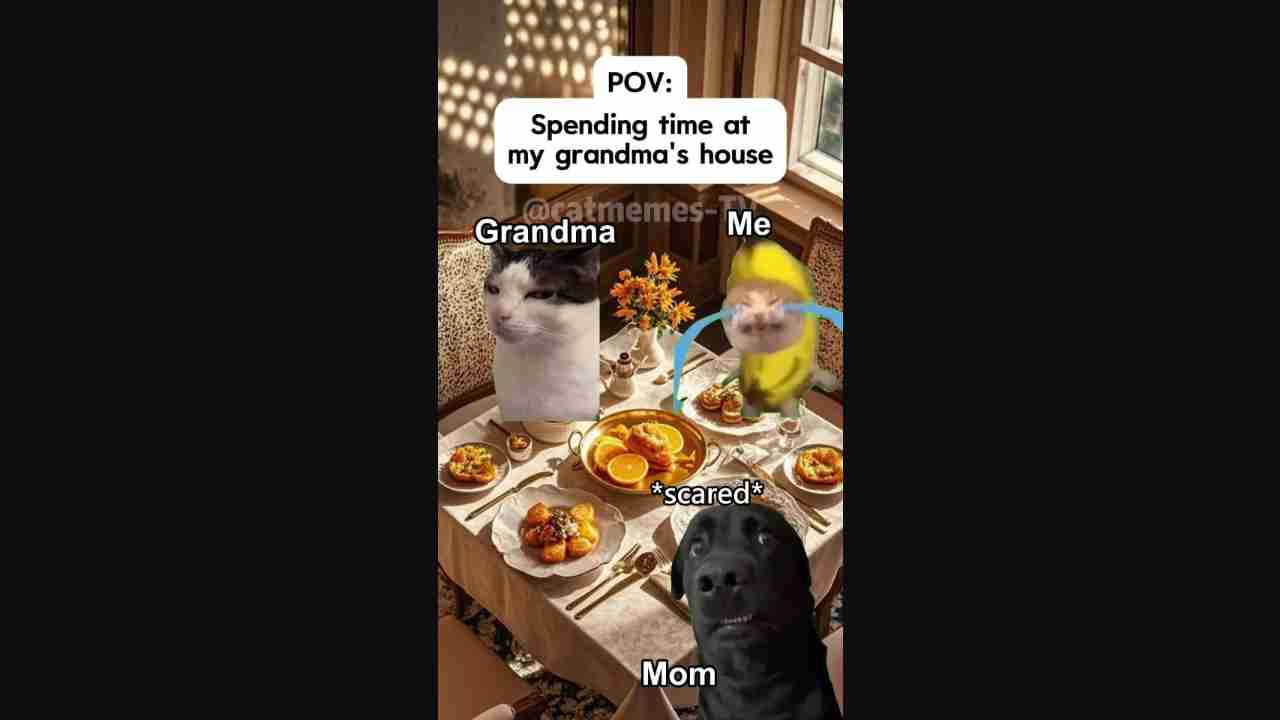 POV:
Spending time at
my grandma's house
@catmemes-TV
Grandma
Me
*scared*
Mom